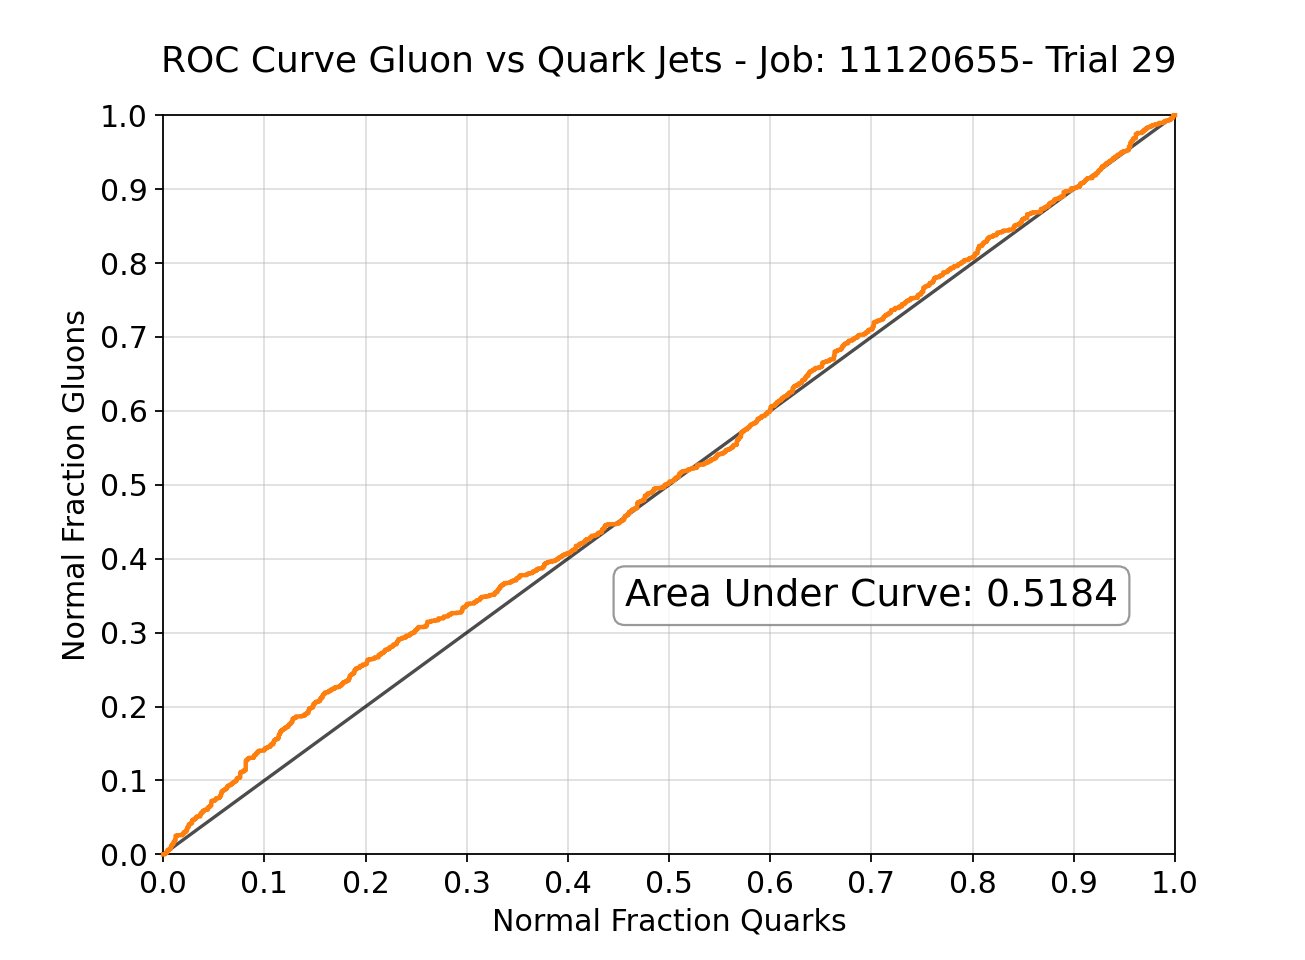 ROC Curve Gluon vs Quark Jets - Job: 11120655- Trial 29
1.0
0.9
0.8
0.7
0.6
0.5
0.4
0.3
0.2
0.1
0.0
Normal Fraction Gluons
Area Under Curve: 0.5184
0.0 0.1 0.2 0.3 0.4 0.5 0.6 0.7 0.8 0.9 1.0
Normal Fraction Quarks